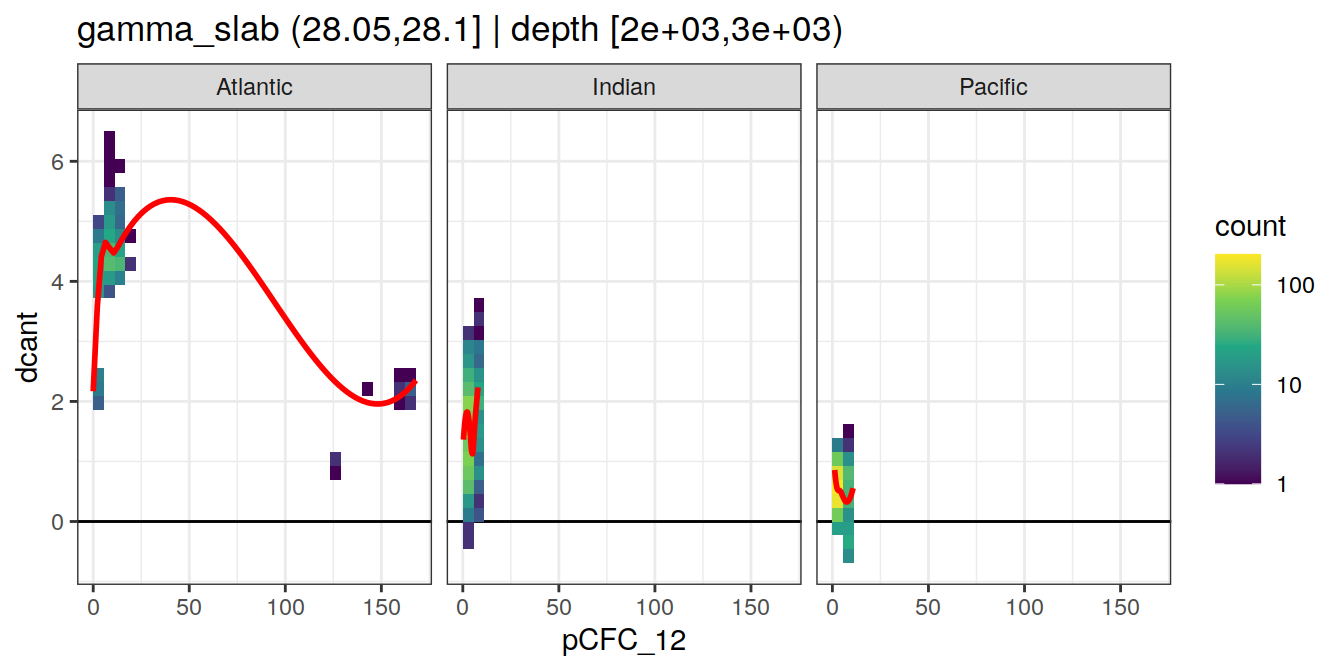 gamma_slab (28.05,28.1] | depth [2e+03,3e+03)
Atlantic
Indian
Pacific
dcant
6
4
2
0
0 50 100 150
0 50 100 150
0 50 100 150
pCFC_12
count
100
10
1